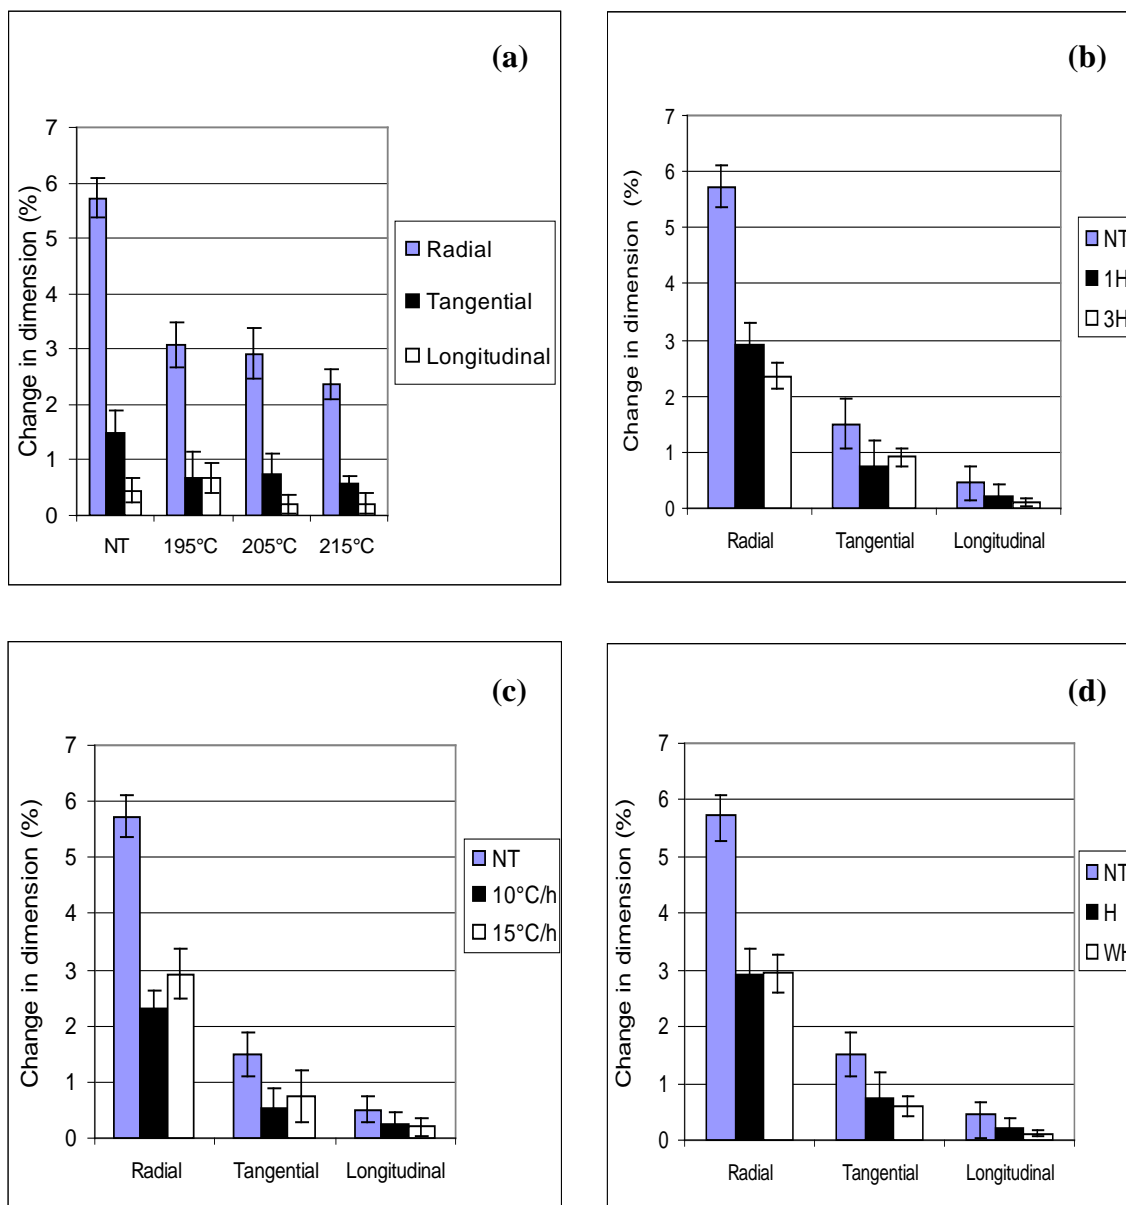 (a)
Change in dimension (%)
7
6
5
4
3
2
1
0
NT 195°C 205°C 215°C
Radial
Tangential
Longitudinal
(b)
Change in dimension (%)
7
6
5
4
3
2
1
0
Radial Tangential Longitudinal
NT
1H
3H
(c)
Change in dimension (%)
7
6
5
4
3
2
1
0
Radial Tangential Longitudinal
NT
10°C/h
15°C/h
(d)
Change in dimension (%)
7
6
5
4
3
2
1
0
Radial Tangential Longitudinal
NT
H
WH